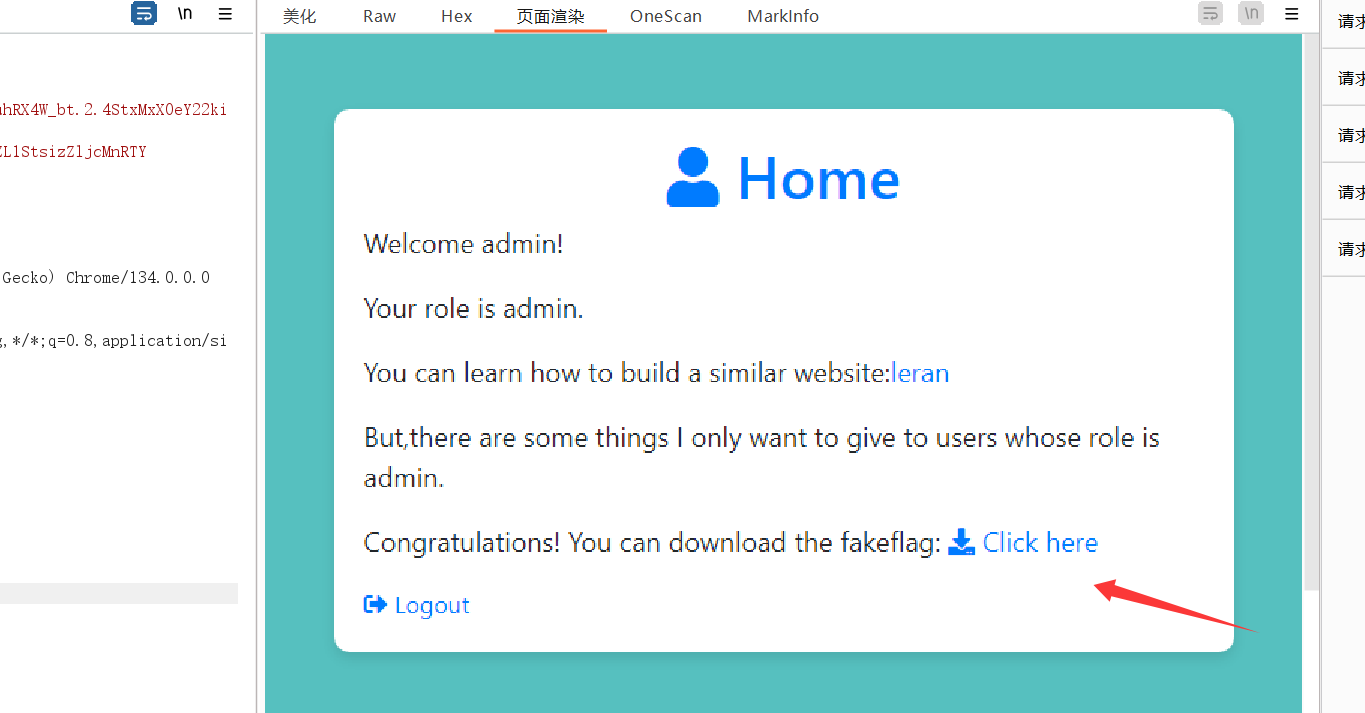 \n
美化 Raw Hex 页面渲染 OneScan MarkInfo
\n
hRX4W_bt.2.4StxMxX0eY22ki
L1StsizZ1jcMnRTY
Gecko) Chrome/134.0.0.0
,*/*;q=0.8,application/si
Home
Welcome admin!
Your role is admin.
You can learn how to build a similar website:leran
But,there are some things I only want to give to users whose role is
admin.
Congratulations! You can download the fakeflag: Click here
Logout
请求
请求
请求
请求
请求